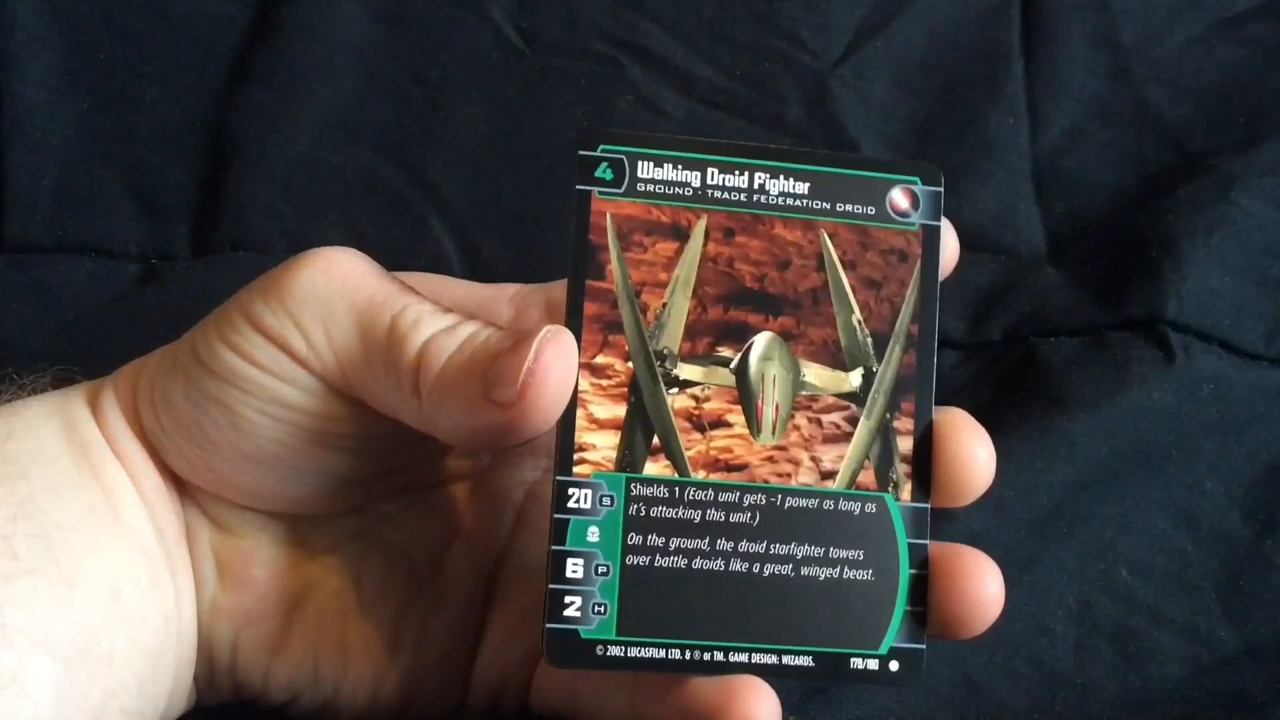 4 Walking Droid Fighter
GROUND - TRADE FEDERATION DROID
20 S
6 P
2 H
Shields 1 (Each unit gets -1 power as long as
it's attacking this unit.)
On the ground, the droid starfighter towers
over battle droids like a great, winged beast.
© 2002 LUCASFILM LTD. & ® or TM. GAME DESIGN: WIZARDS.
179/180